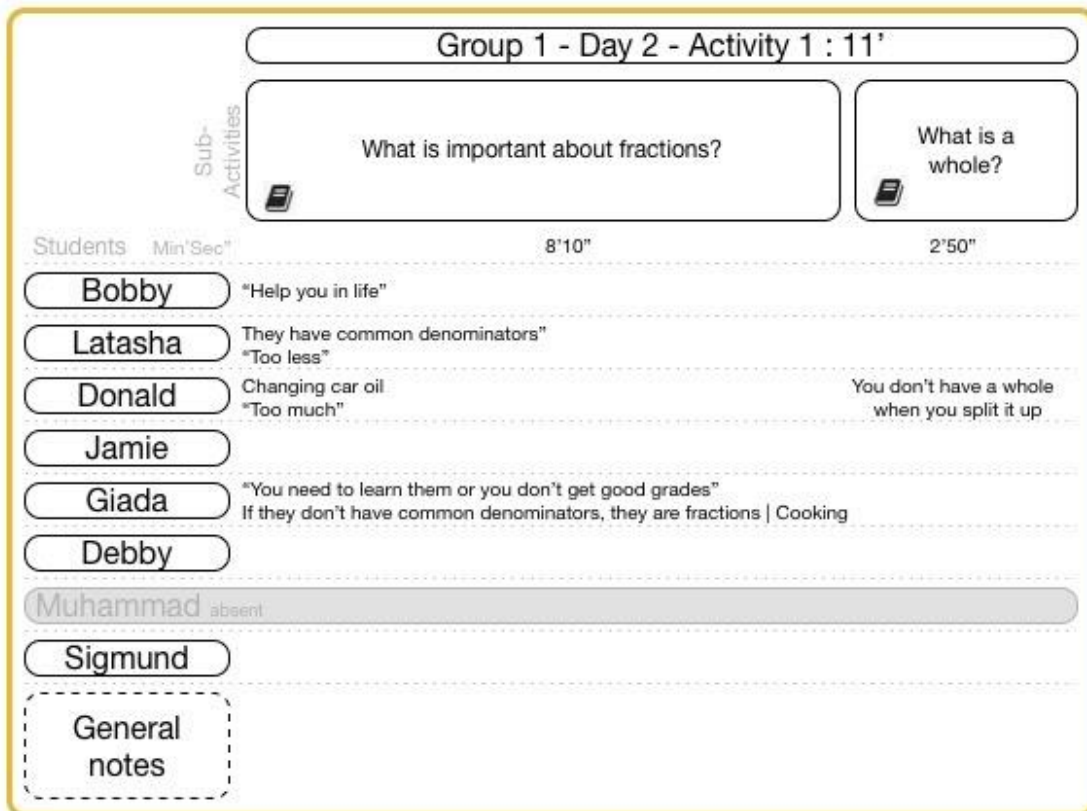 Group 1 - Day 2 - Activity 1 : 11’
Sub-
Activities
What is important about fractions?
What is a
whole?
Students Min’Sec”
8’10”
2’50”
Bobby
“Help you in life”
Latasha
They have common denominators”
“Too less”
Donald
Changing car oil
“Too much”
You don’t have a whole
when you split it up
Jamie
Giada
“You need to learn them or you don’t get good grades”
If they don’t have common denominators, they are fractions | Cooking
Debby
Muhammad absent
Sigmund
General
notes